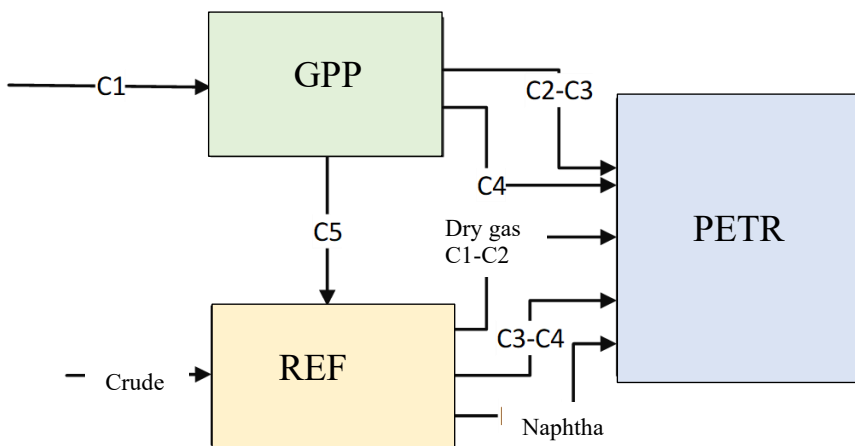 GPP
C1
C2-C3
C4
C5
Dry gas
C1-C2
PETR
REF
C3-C4
Crude
Naphtha